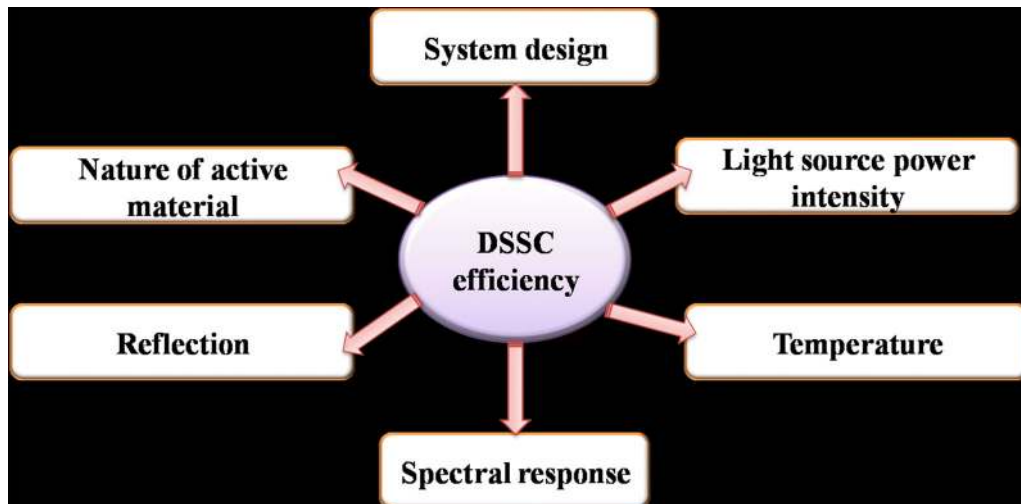 System design
Nature of active
material
Light source power
intensity
DSSC
efficiency
Reflection
Temperature
Spectral response